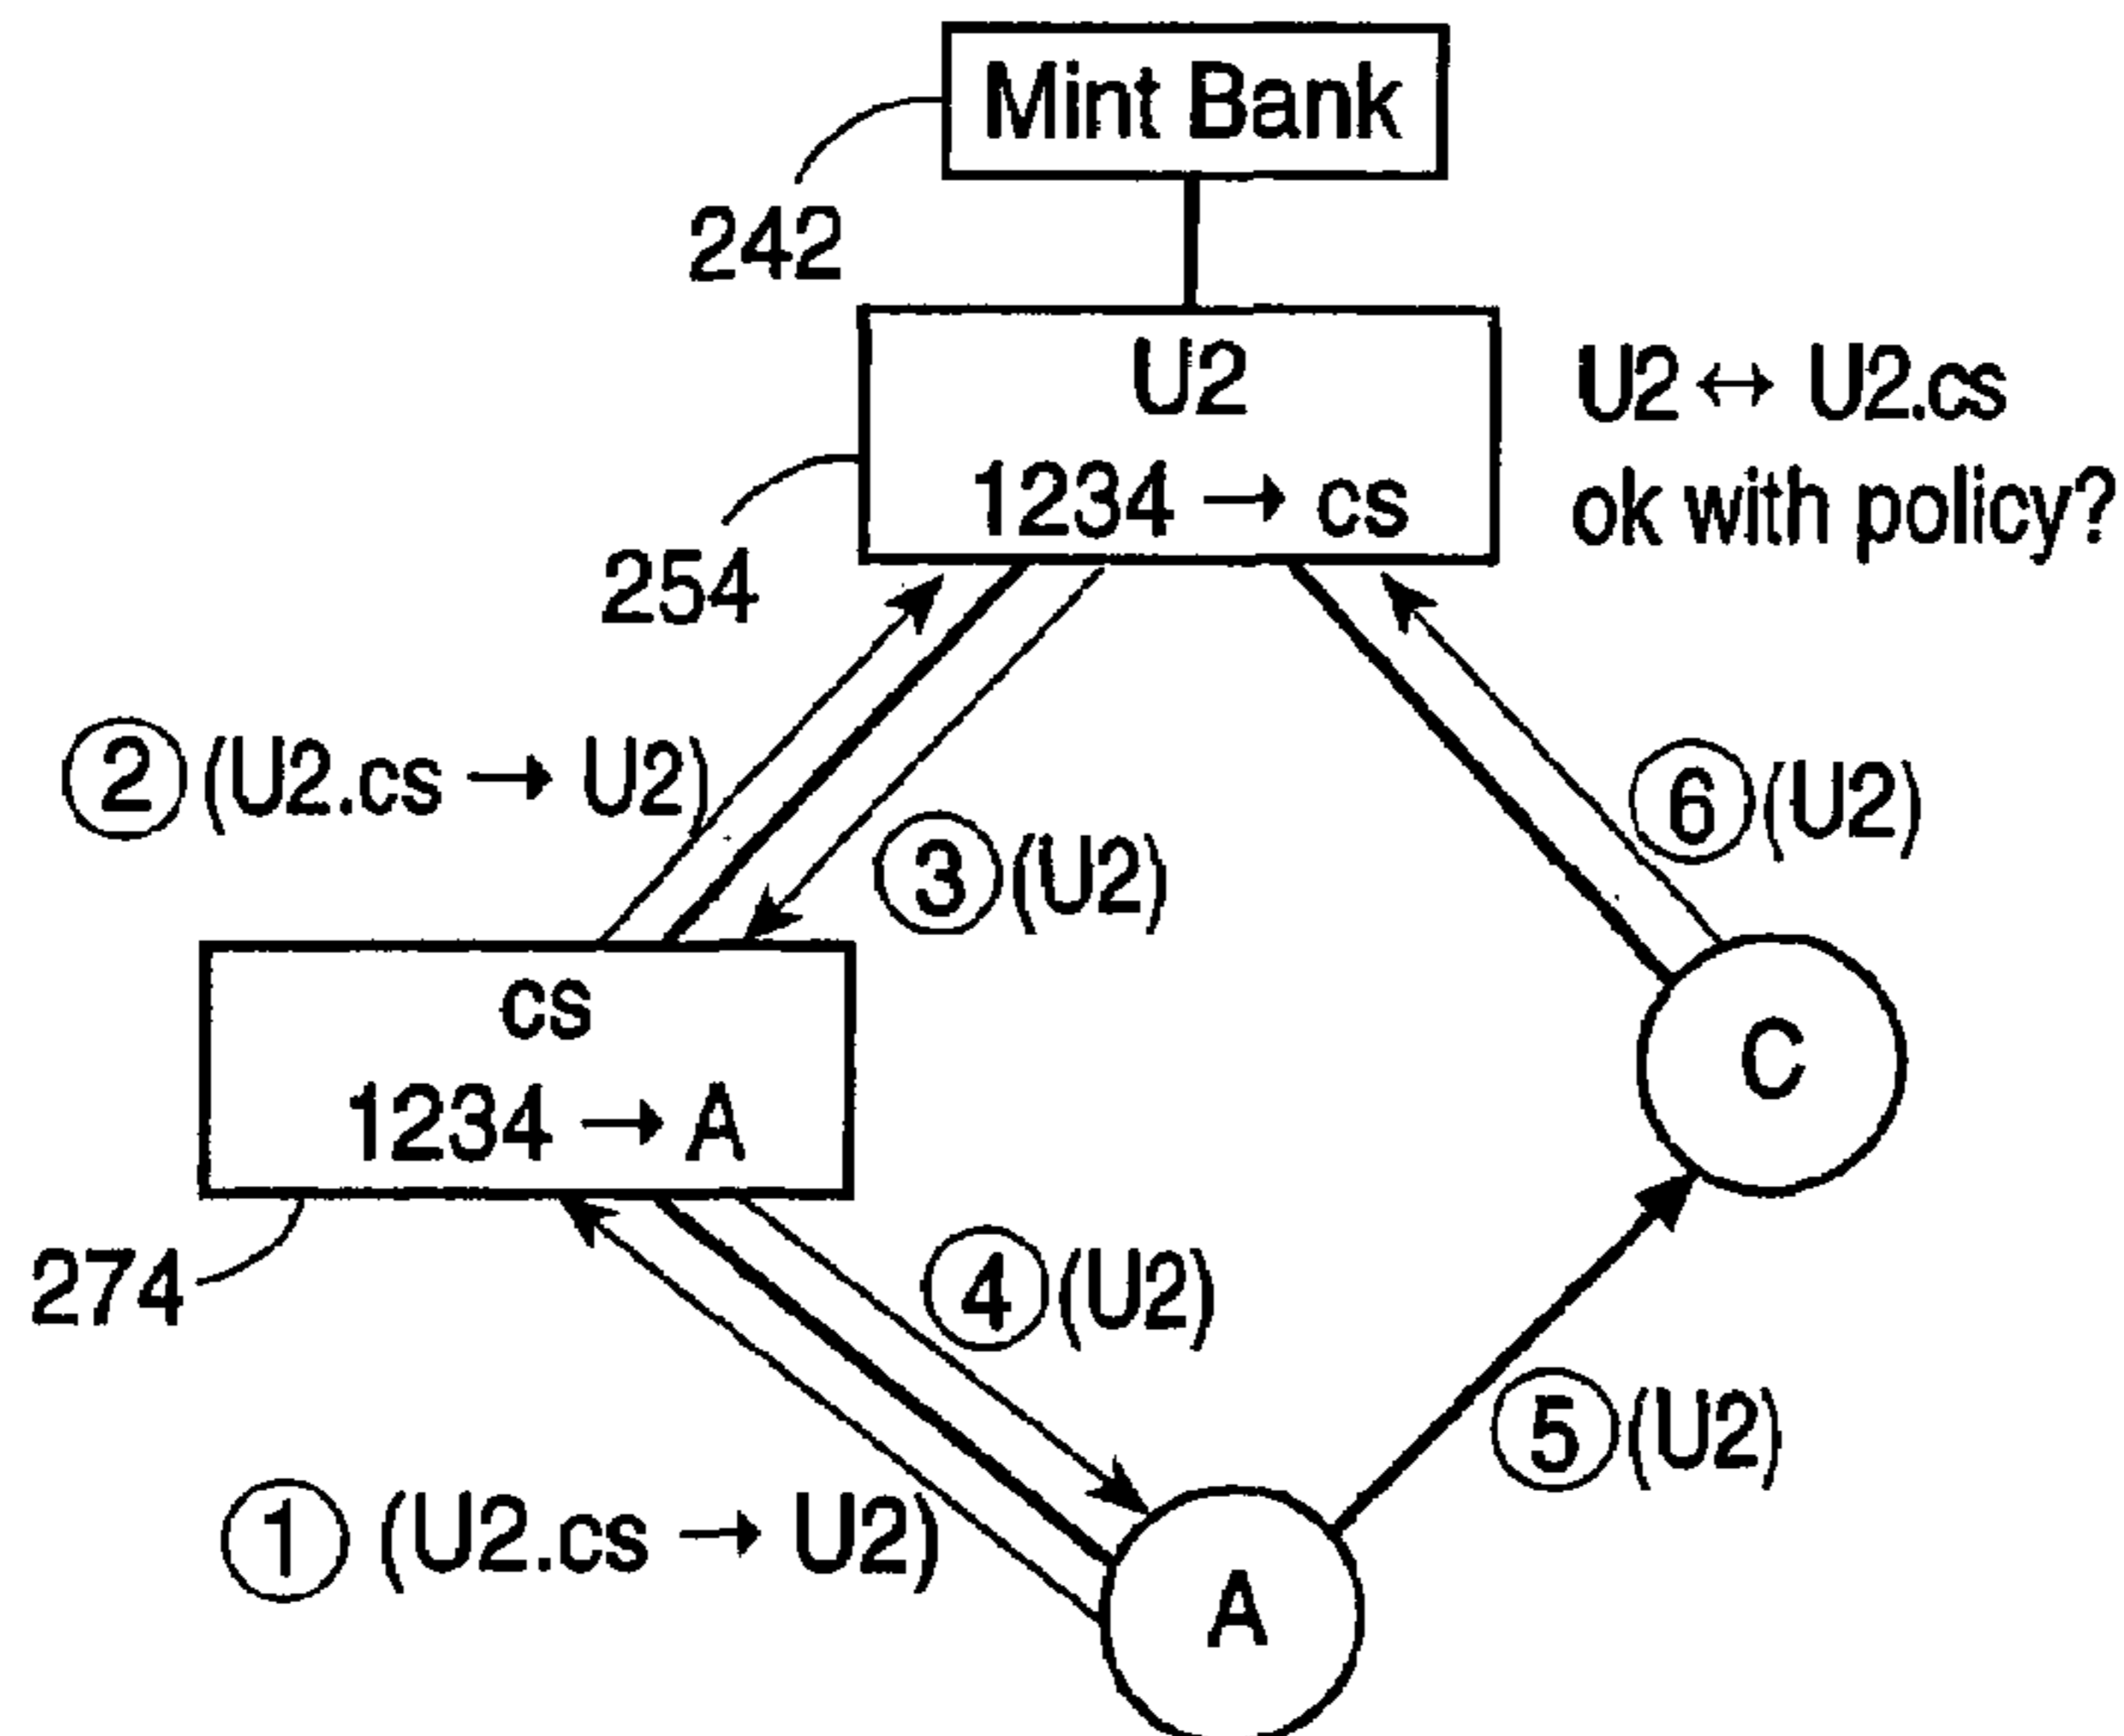 Mint Bank
242
U2
1234 → cs
U2 ↔ U2.cs
ok with policy?
254
② (U2.cs → U2)
③ (U2)
⑥ (U2)
cs
1234 → A
C
274
④ (U2)
⑤ (U2)
① (U2.cs → U2)
A